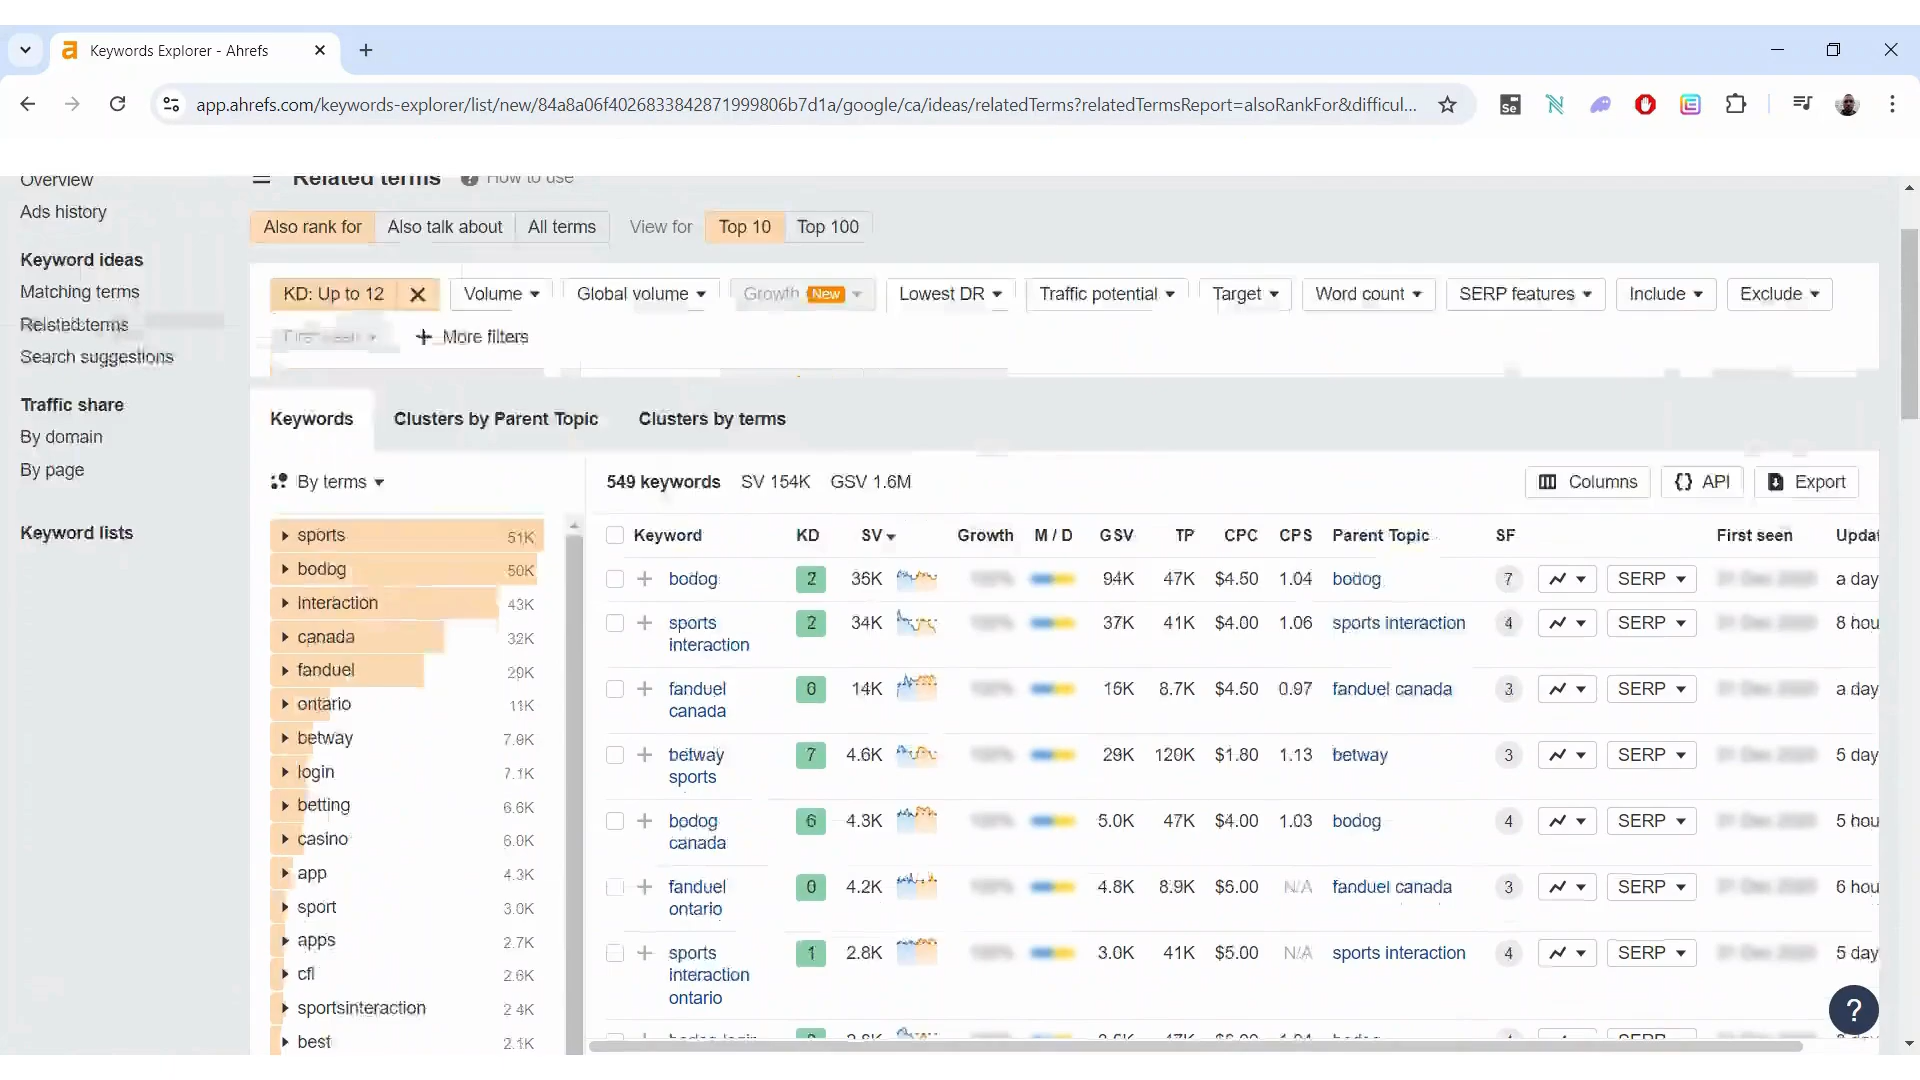 Keywords Explorer - Ahrefs
app.ahrefs.com/keywords-explorer/list/new/84a8a06f4026833842871999806b7d1a/google/ca/ideas/relatedTerms?relatedTermsReport=alsoRankFor&difficul...
Overview
Ads history
Keyword ideas
Matching terms
Related terms
Search suggestions
Traffic share
By domain
By page
Keyword lists
Related terms ? How to use
Also rank for Also talk about All terms View for Top 10 Top 100
KD: Up to 12 Volume Global volume Growth New Lowest DR Traffic potential Target Word count SERP features Include Exclude
+ More filters
Keywords Clusters by Parent Topic Clusters by terms
By terms
sports 51K
bodog 50K
interaction 43K
canada 32K
fanduel 29K
ontario 11K
betway
login 7.1K
betting 6.6K
casino
app 4.3K
sport
apps 2.7K
cfl 2.6K
sportsinteraction 2 4K
best 2.1K
549 keywords SV 154K GSV 1.6M Columns {} API Export
Keyword KD SV Growth M / D GSV TP CPC CPS Parent Topic SF First seen Updat
bodog 2 35K 94K 47K $4.50 1.04 bodog 7 SERP a day
sports interaction 2 34K 37K 41K $4.00 1.06 sports interaction 4 SERP 8 hou
fanduel canada 0 14K 15K 8.7K $4.50 0.97 fanduel canada 3 SERP a day
betway sports 7 4.6K 29K 120K $1.80 1.13 betway 3 SERP 5 day
bodog canada 6 4.3K 5.0K 47K $4.00 1.03 bodog 4 SERP 5 hou
fanduel ontario 0 4.2K 4.8K 8.9K N/A fanduel canada 3 SERP 6 hou
sports interaction ontario 1 2.8K 3.0K 41K $5.00 N/A sports interaction 4 SERP 5 day
?